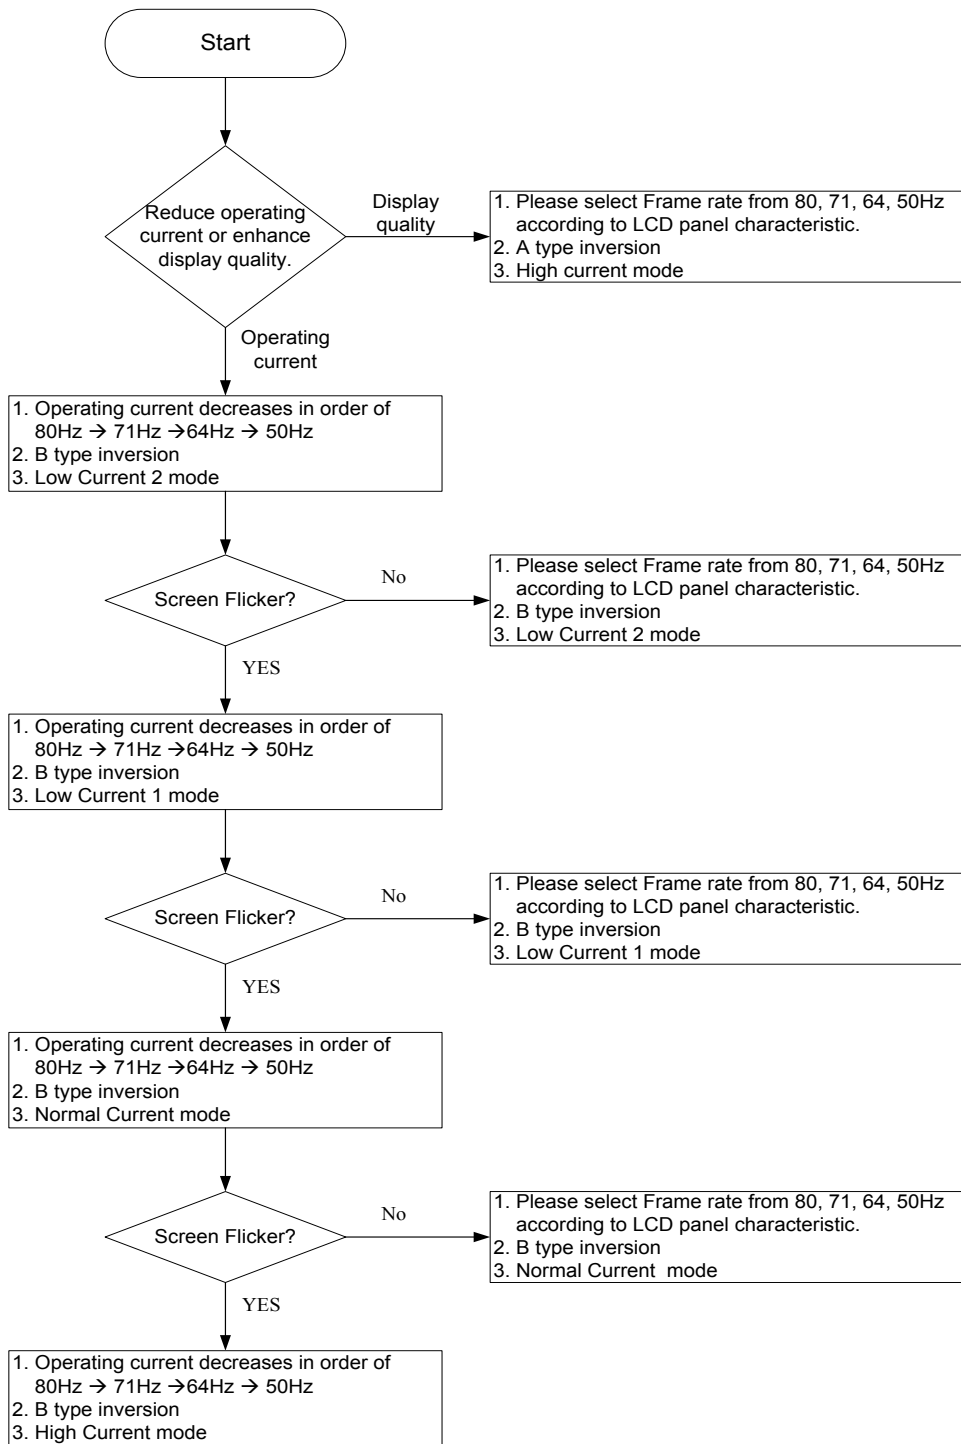 Start
Reduce operating
current or enhance
display quality.
Display
quality
1. Please select Frame rate from 80, 71, 64, 50Hz
according to LCD panel characteristic.
2. A type inversion
3. High current mode
Operating
current
1. Operating current decreases in order of
80Hz → 71Hz →64Hz → 50Hz
2. B type inversion
3. Low Current 2 mode
Screen Flicker?
No
1. Please select Frame rate from 80, 71, 64, 50Hz
according to LCD panel characteristic.
2. B type inversion
3. Low Current 2 mode
YES
1. Operating current decreases in order of
80Hz → 71Hz →64Hz → 50Hz
2. B type inversion
3. Low Current 1 mode
Screen Flicker?
No
1. Please select Frame rate from 80, 71, 64, 50Hz
according to LCD panel characteristic.
2. B type inversion
3. Low Current 1 mode
YES
1. Operating current decreases in order of
80Hz → 71Hz →64Hz → 50Hz
2. B type inversion
3. Normal Current mode
Screen Flicker?
No
1. Please select Frame rate from 80, 71, 64, 50Hz
according to LCD panel characteristic.
2. B type inversion
3. Normal Current  mode
YES
1. Operating current decreases in order of
80Hz → 71Hz →64Hz → 50Hz
2. B type inversion
3. High Current mode